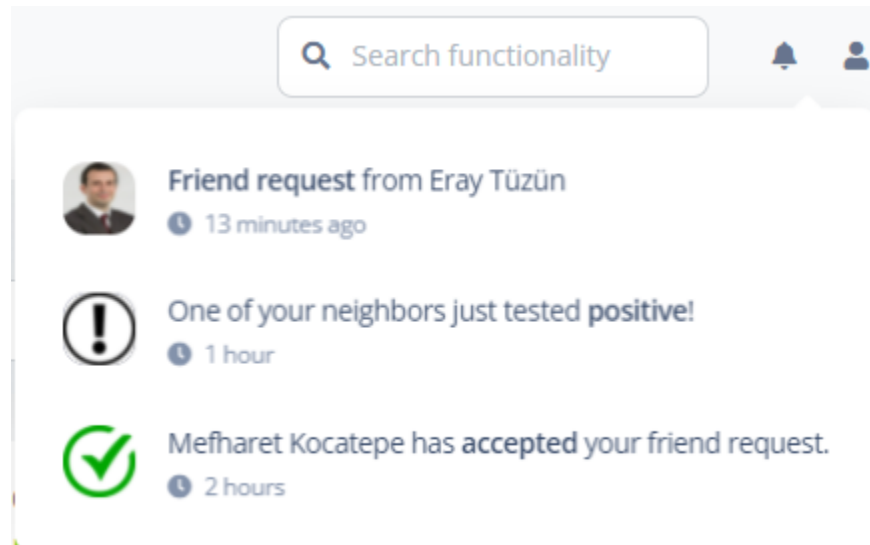 Search functionality
Friend request from Eray Tüzün
13 minutes ago
One of your neighbors just tested positive!
1 hour
Mefharet Kocatepe has accepted your friend request.
2 hours